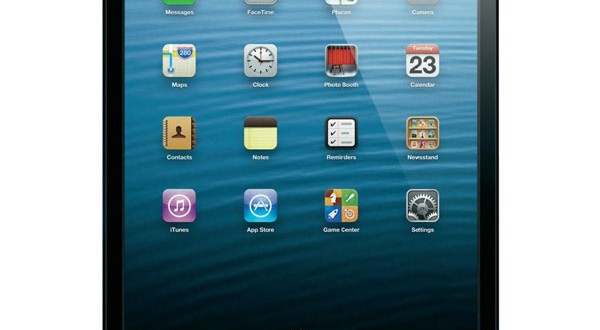 Messages FaceTime Photos Camera
280
Tuesday
23
Maps Clock Photo Booth Calendar
Contacts Notes Reminders Newsstand
iTunes App Store Game Center Settings